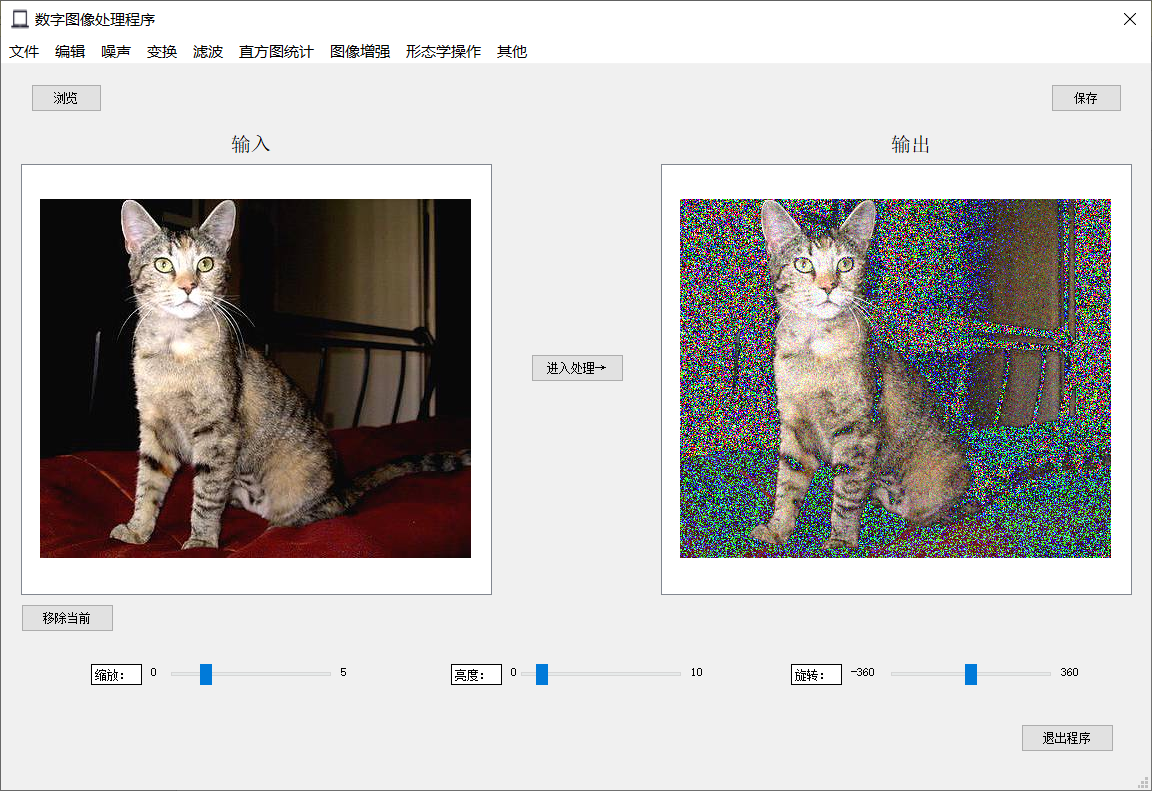 数字图像处理程序
文件 编辑 噪声 变换 滤波 直方图统计 图像增强 形态学操作 其他
浏览 保存
输入 输出
进入处理→
移除当前
缩放: 0 5 亮度: 0 10 旋转: -360 360
退出程序